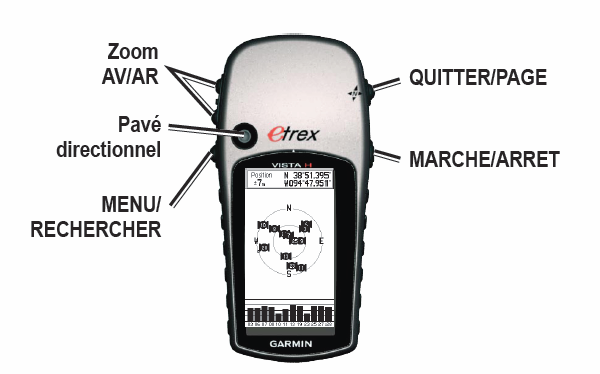 Zoom
AV/AR
Pavé
directionnel
MENU/
RECHERCHER
QUITTER/PAGE
MARCHE/ARRET
etrex
VISTA H
Position
N 38°51.395'
±7m
W094°47.951'
N
W
E
S
GARMIN